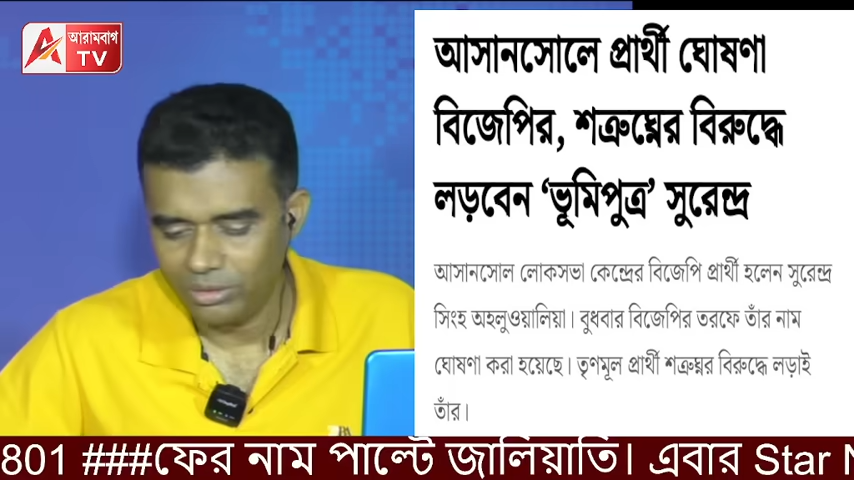 আরামবাগ
TV
আসানসোলে প্রার্থী ঘোষণা
বিজেপির, শত্রুঘ্নের বিরুদ্ধে
লড়বেন ‘ভূমিপুত্র’ সুরেন্দ্র
আসানসোল লোকসভা কেন্দ্রের বিজেপি প্রার্থী হলেন সুরেন্দ্র
সিংহ অহলুওয়ালিয়া। বুধবার বিজেপির তরফে তাঁর নাম
ঘোষণা করা হয়েছে। তৃণমূল প্রার্থী শত্রুঘ্নর বিরুদ্ধে লড়াই
তাঁর।
801 ###ফের নাম পাল্টে জালিয়াতি। এবার Star N